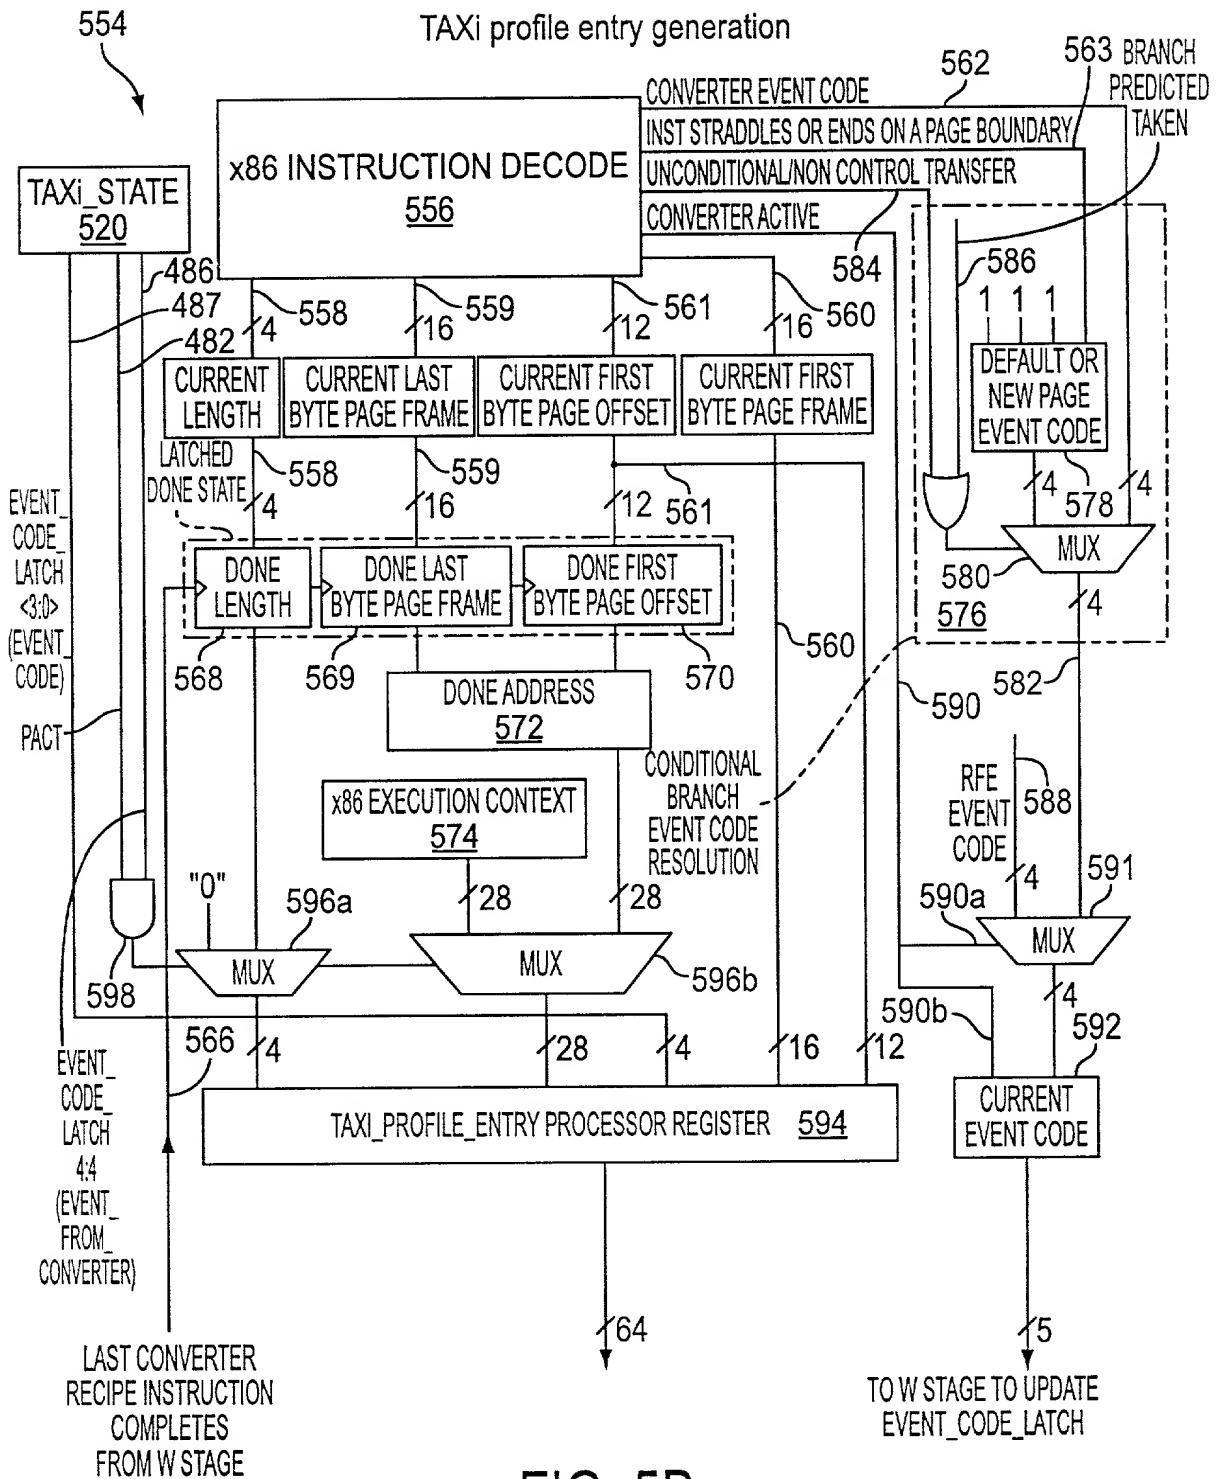 554
TAXi profile entry generation
562
563
BRANCH
PREDICTED
TAKEN
CONVERTER EVENT CODE
INST STRADDLES OR ENDS ON A PAGE BOUNDARY
UNCONDITIONAL/NON CONTROL TRANSFER
CONVERTER ACTIVE
x86 INSTRUCTION DECODE
556
TAXi_STATE
520
486
487
482
558
559
561
560
584
586
4
16
12
16
1 1 1
CURRENT
LENGTH
CURRENT LAST
BYTE PAGE FRAME
CURRENT FIRST
BYTE PAGE OFFSET
CURRENT FIRST
BYTE PAGE FRAME
DEFAULT OR
NEW PAGE
EVENT CODE
LATCHED
DONE STATE
558
559
561
4
16
12
4
578
4
MUX
580
576
4
EVENT_
CODE_
LATCH
<3:0>
(EVENT_
CODE)
PACT
DONE
LENGTH
DONE LAST
BYTE PAGE FRAME
DONE FIRST
BYTE PAGE OFFSET
568
569
570
560
582
590
DONE ADDRESS
572
CONDITIONAL
BRANCH
EVENT CODE
RESOLUTION
x86 EXECUTION CONTEXT
574
RFE
EVENT
CODE
588
4
"0"
596a
28
28
590a
591
MUX
MUX
MUX
596b
598
4
590b
592
566
4
28
4
16
12
EVENT_
CODE_
LATCH
4:4
(EVENT_
FROM_
CONVERTER)
TAXI_PROFILE_ENTRY PROCESSOR REGISTER 594
CURRENT
EVENT CODE
64
5
LAST CONVERTER
RECIPE INSTRUCTION
COMPLETES
FROM W STAGE
TO W STAGE TO UPDATE
EVENT_CODE_LATCH
FIG. 5B